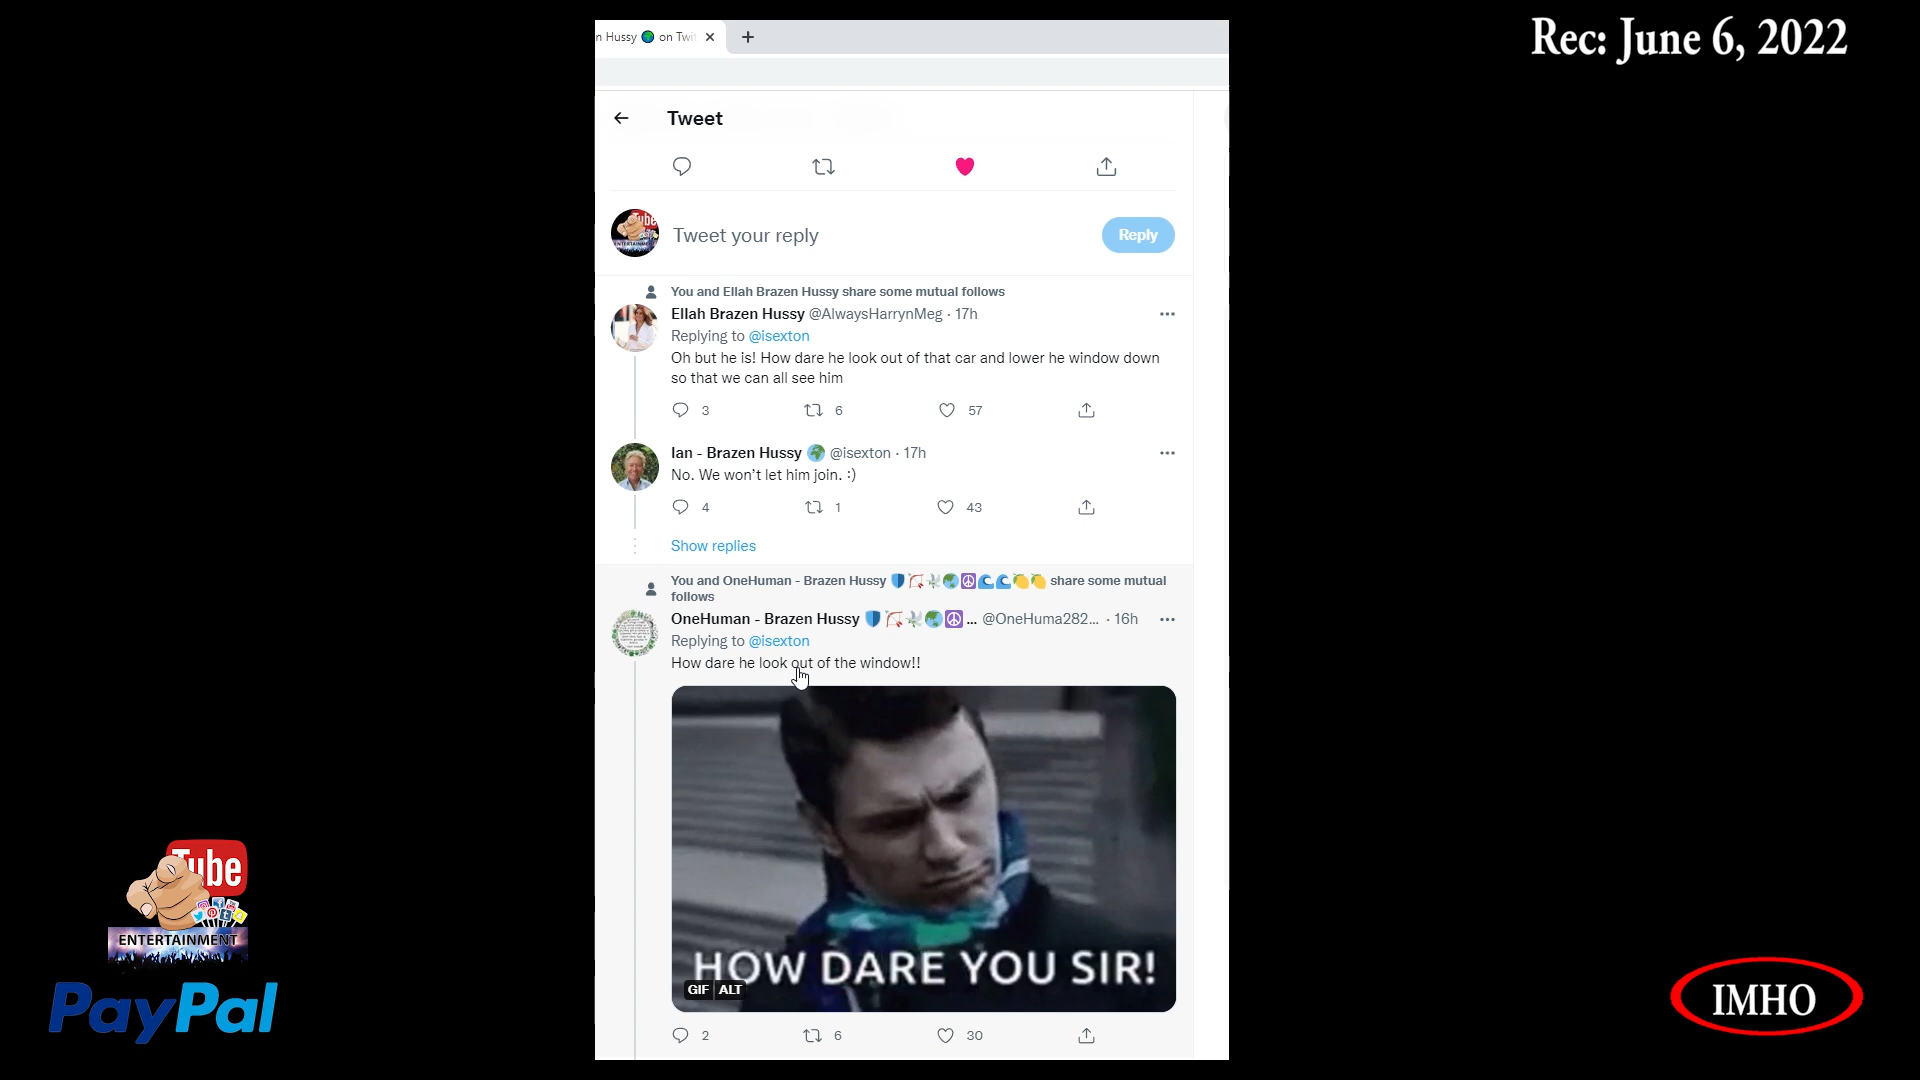 Rec: June 6, 2022
n Hussy 🌍 on Twi
Tweet
Tweet your reply
Reply
You and Ellah Brazen Hussy share some mutual follows
Ellah Brazen Hussy @AlwaysHarrynMeg · 17h
Replying to @isexton
Oh but he is! How dare he look out of that car and lower he window down
so that we can all see him
3 6 57
Ian - Brazen Hussy 🌍 @isexton · 17h
No. We won't let him join. :)
4 1 43
Show replies
You and OneHuman - Brazen Hussy 🛡️🏹🕊️🌏☮️🌊🌊🍋🍋 share some mutual
follows
OneHuman - Brazen Hussy 🛡️🏹🕊️🌏☮️ ... @OneHuma282... · 16h
Replying to @isexton
How dare he look out of the window!!
HOW DARE YOU SIR!
GIF ALT
2 6 30
Tube
ENTERTAINMENT
PayPal
IMHO